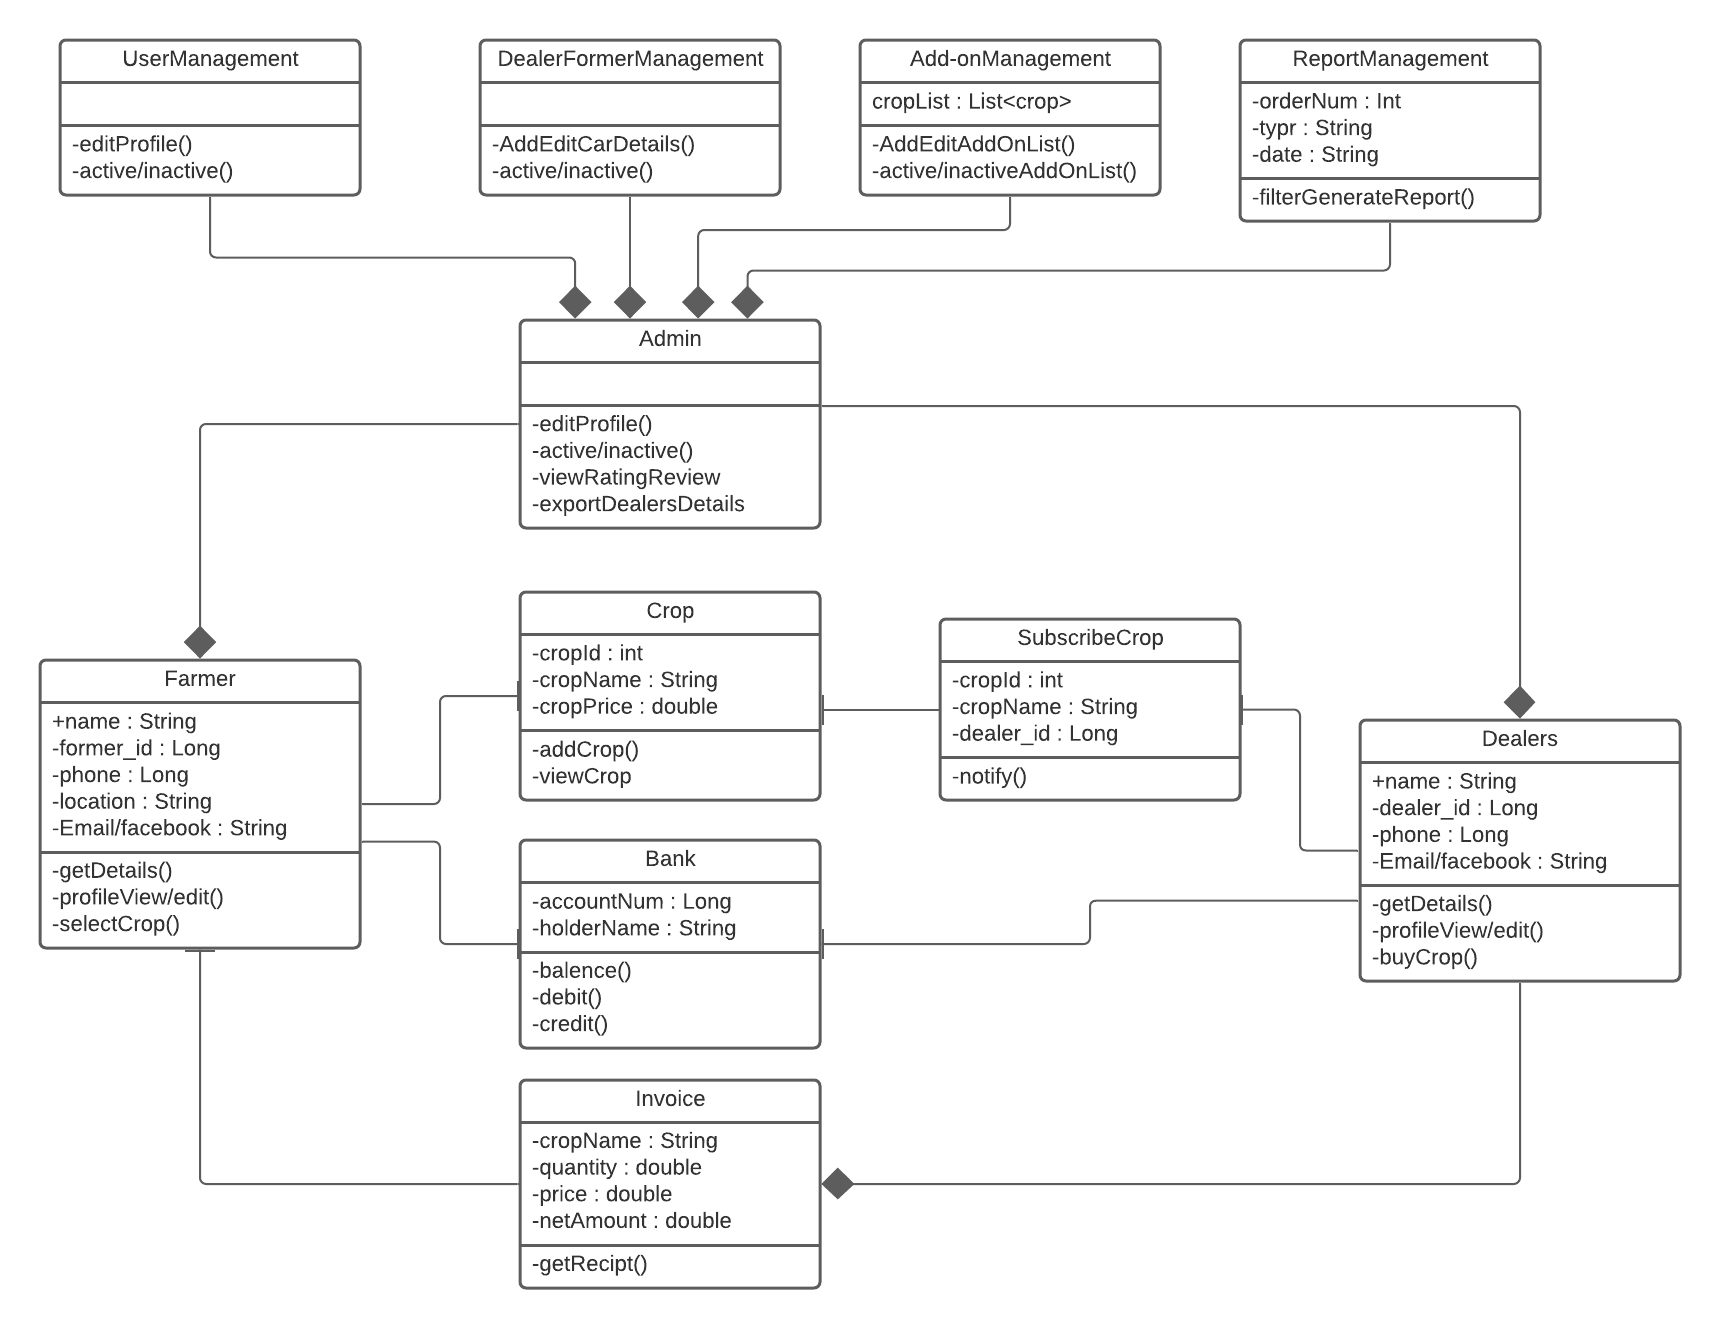 UserManagement
-editProfile()
-active/inactive()
DealerFormerManagement
-AddEditCarDetails()
-active/inactive()
Add-onManagement
cropList : List<crop>
-AddEditAddOnList()
-active/inactiveAddOnList()
ReportManagement
-orderNum : Int
-typr : String
-date : String
-filterGenerateReport()
Admin
-editProfile()
-active/inactive()
-viewRatingReview
-exportDealersDetails
Farmer
+name : String
-former_id : Long
-phone : Long
-location : String
-Email/facebook : String
-getDetails()
-profileView/edit()
-selectCrop()
Crop
-cropId : int
-cropName : String
-cropPrice : double
-addCrop()
-viewCrop
SubscribeCrop
-cropId : int
-cropName : String
-dealer_id : Long
-notify()
Dealers
+name : String
-dealer_id : Long
-phone : Long
-Email/facebook : String
-getDetails()
-profileView/edit()
-buyCrop()
Bank
-accountNum : Long
-holderName : String
-balence()
-debit()
-credit()
Invoice
-cropName : String
-quantity : double
-price : double
-netAmount : double
-getRecipt()